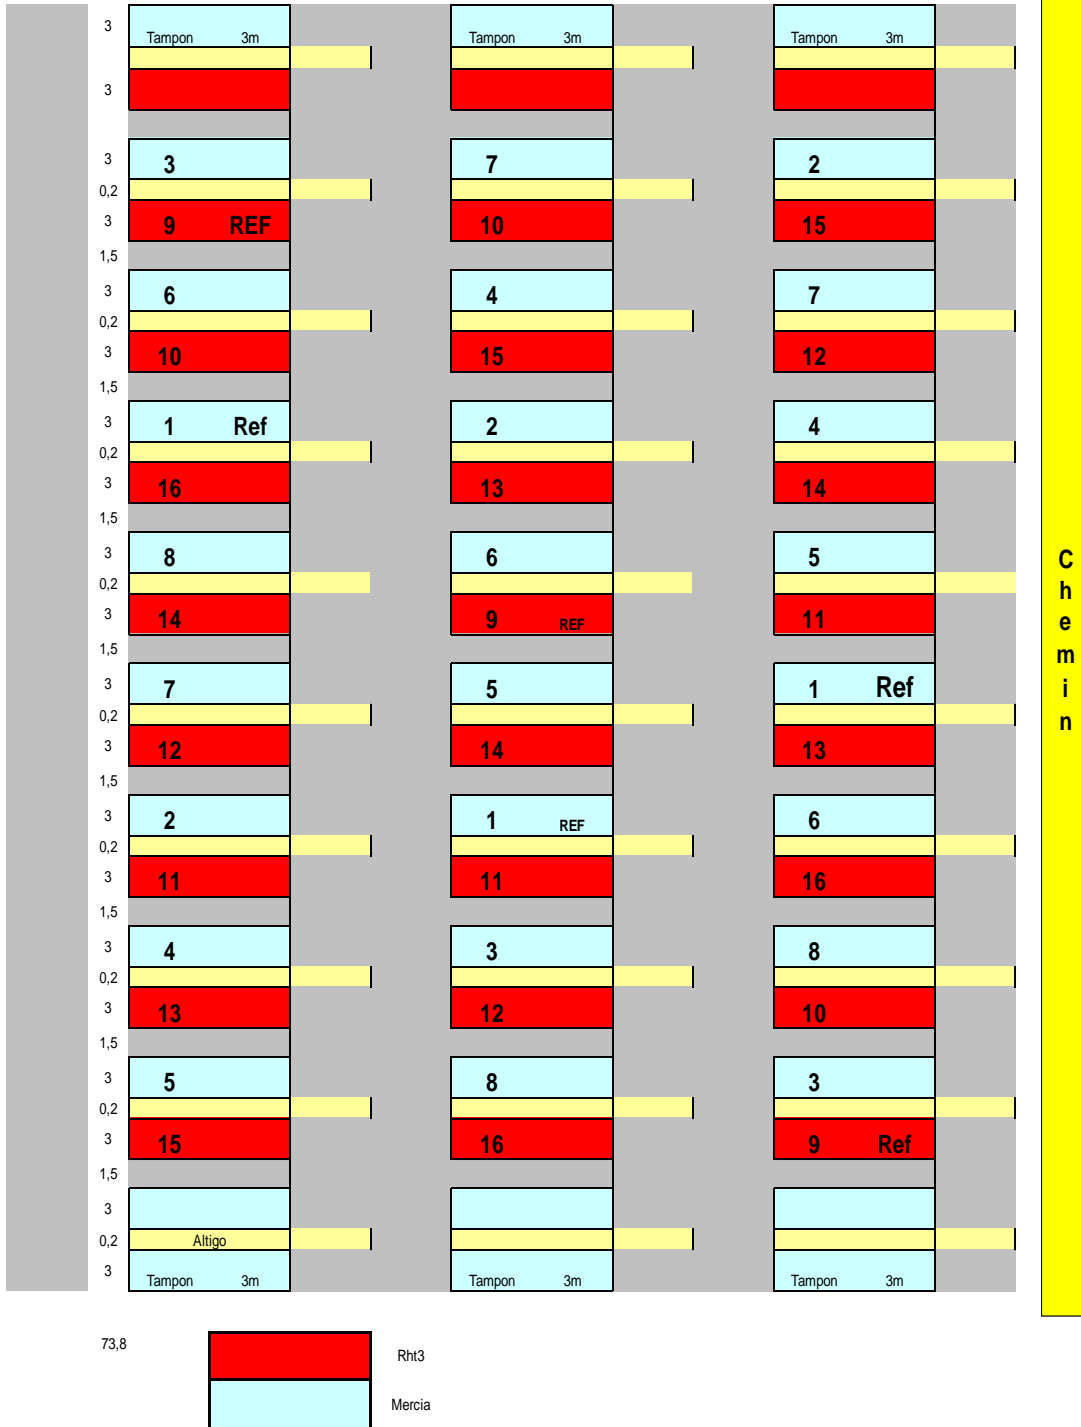 3 Tampon 3m Tampon 3m Tampon 3m
3
3 3 7 2
0,2
3 9 REF 10 15
1,5
3 6 4 7
0,2
3 10 15 12
1,5
3 1 Ref 2 4
0,2
3 16 13 14
1,5
3 8 6 5
0,2
3 14 9 REF 11
1,5
3 7 5 1 Ref
0,2
3 12 14 13
1,5
3 2 1 REF 6
0,2
3 11 11 16
1,5
3 4 3 8
0,2
3 13 12 10
1,5
3 5 8 3
0,2
3 15 16 9 Ref
1,5
3
0,2 Altigo
3 Tampon 3m Tampon 3m Tampon 3m
Chemin
73,8 Rht3
Mercia